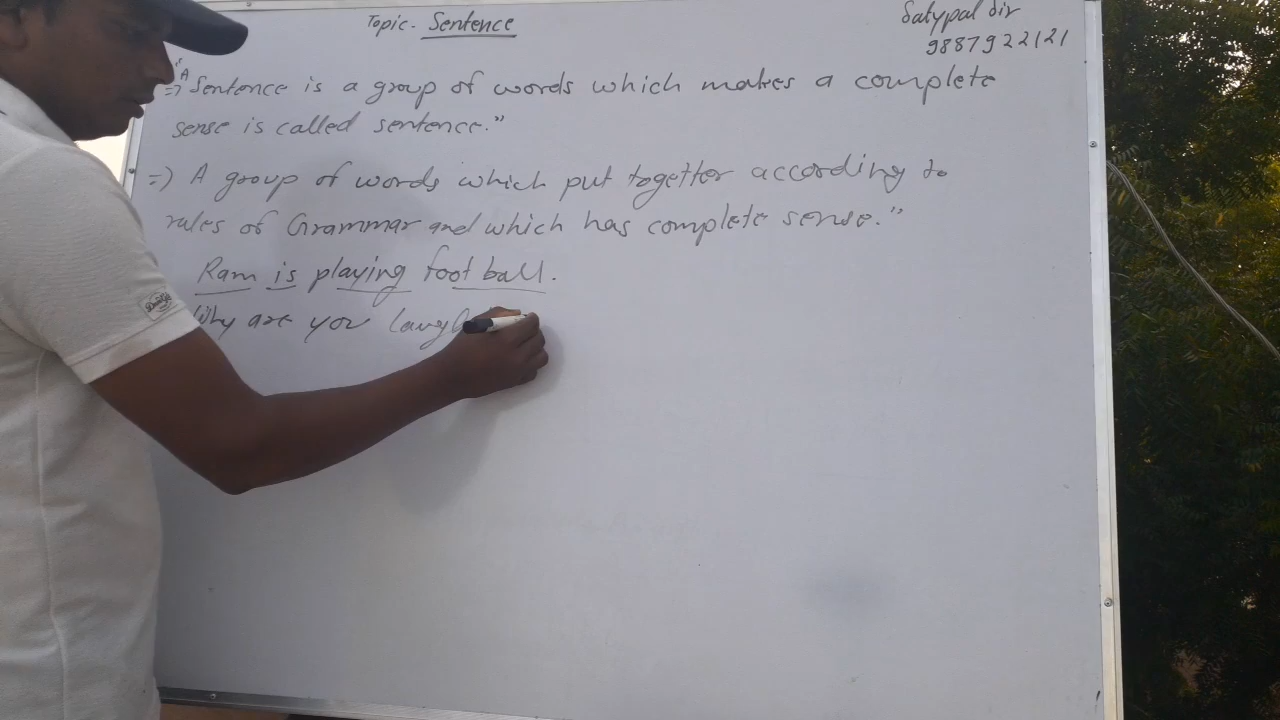 Topic- Sentence
Satypal Sir
9887922121
⇒ "A Sentence is a group of words which makes a complete
sense is called sentence."
⇒ A group of words which put together according to
rules of Grammar and which has complete sense."
Ram is playing foot ball.
Why are you laugh